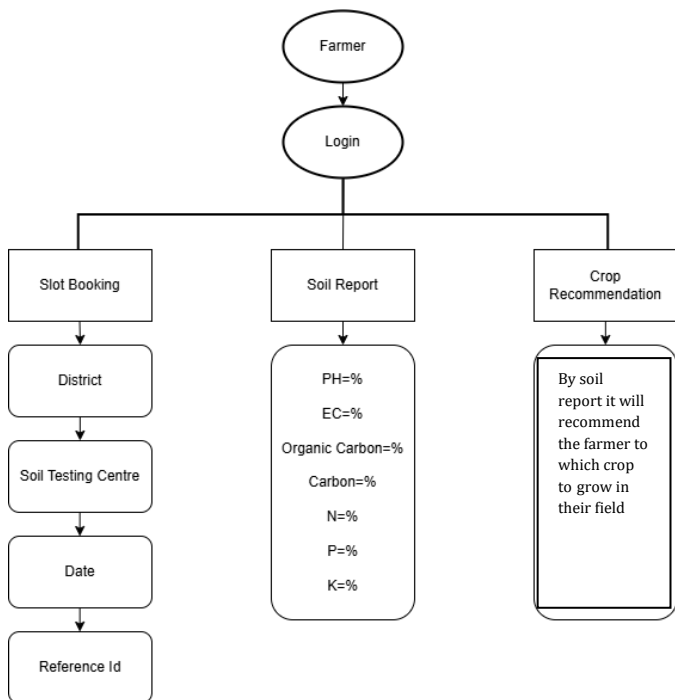 Farmer
Login
Slot Booking
District
Soil Testing Centre
Date
Reference Id
Soil Report
PH=%
EC=%
Organic Carbon=%
Carbon=%
N=%
P=%
K=%
Crop
Recommendation
By soil
report it will
recommend
the farmer to
which crop
to grow in
their field